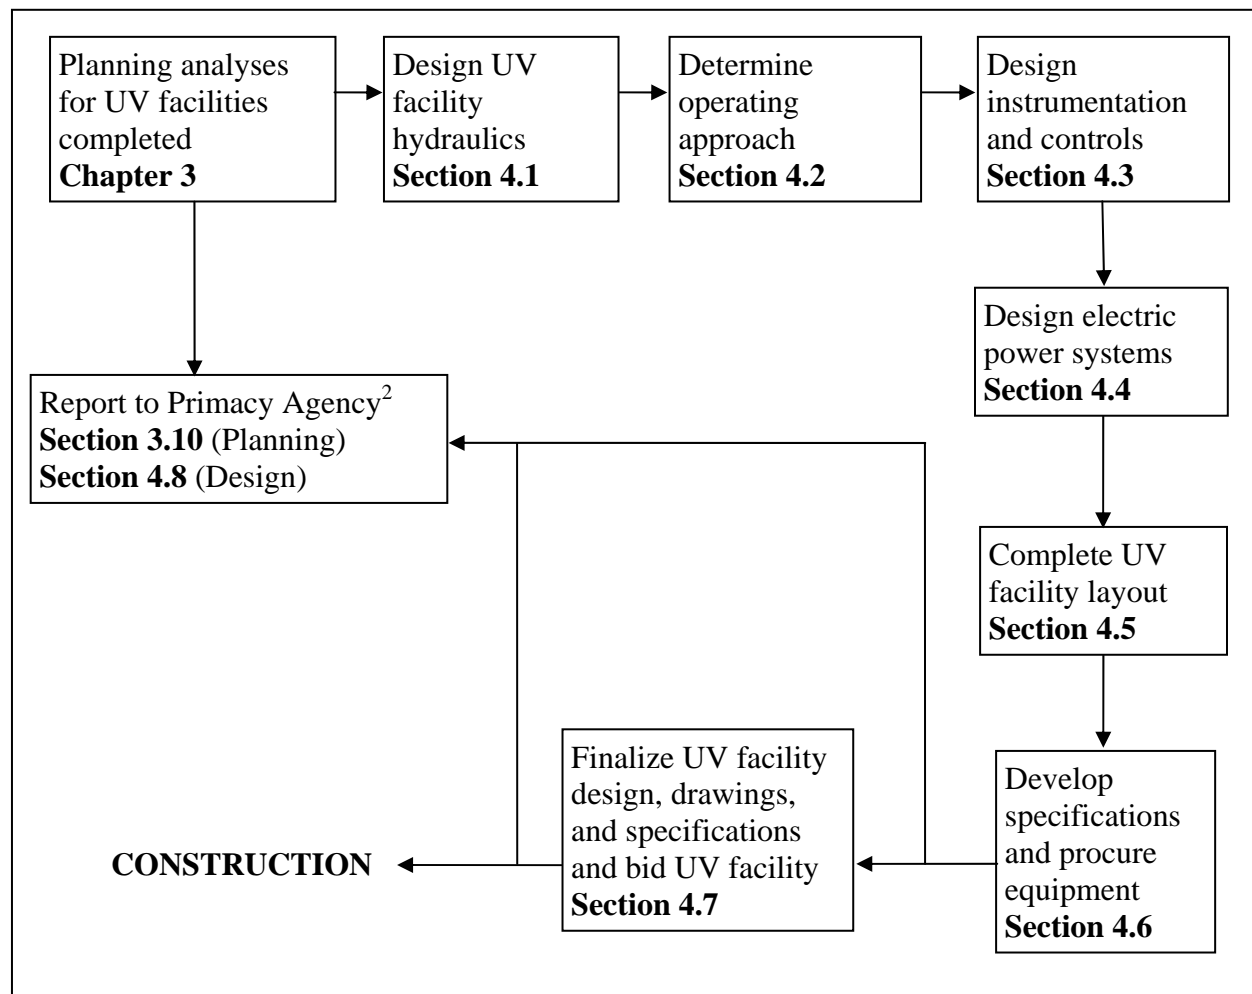 Planning analyses
for UV facilities
completed
Chapter 3
Design UV
facility
hydraulics
Section 4.1
Determine
operating
approach
Section 4.2
Design
instrumentation
and controls
Section 4.3
Design electric
power systems
Section 4.4
Report to Primacy Agency²
Section 3.10 (Planning)
Section 4.8 (Design)
Complete UV
facility layout
Section 4.5
Develop
specifications
and procure
equipment
Section 4.6
Finalize UV facility
design, drawings,
and specifications
and bid UV facility
Section 4.7
CONSTRUCTION